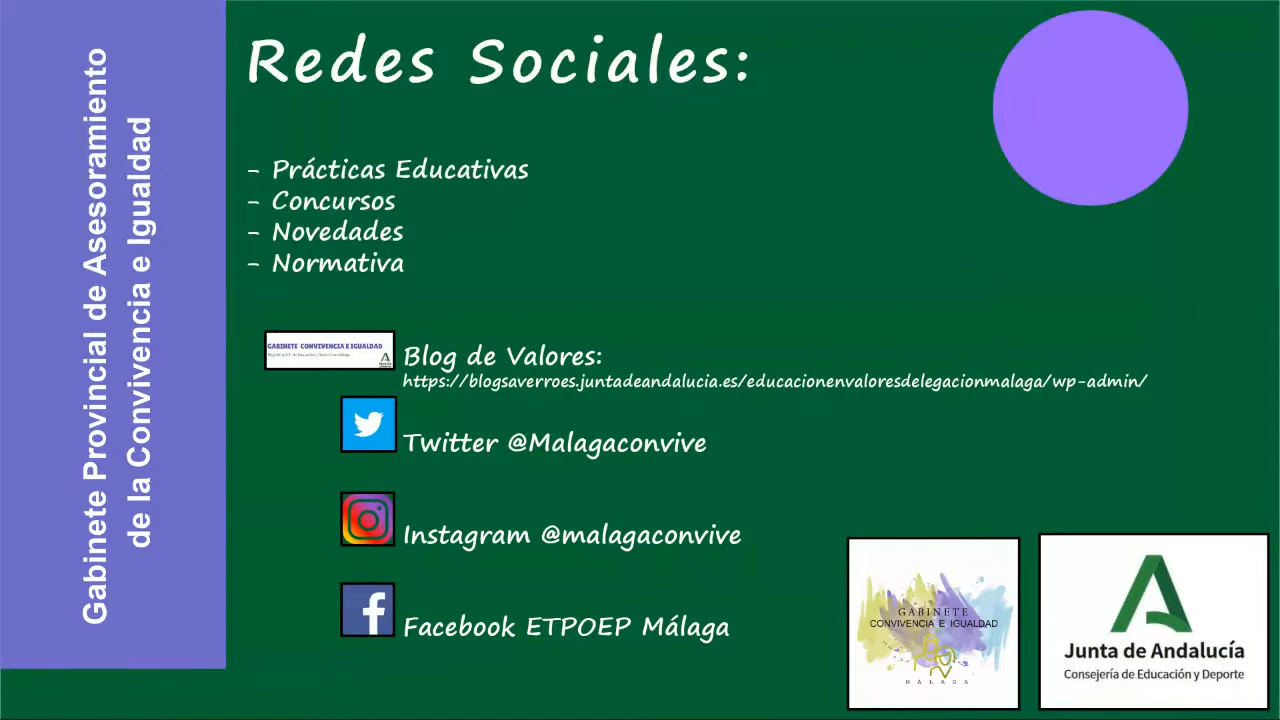 Gabinete Provincial de Asesoramiento
de la Convivencia e Igualdad
Redes Sociales:
- Prácticas Educativas
- Concursos
- Novedades
- Normativa
GABINETE CONVIVENCIA E IGUALDAD
Blog de Valores:
https://blogsaverroes.juntadeandalucia.es/educacionenvaloresdelegacionmalaga/wp-admin/
Twitter @Malagaconvive
Instagram @malagaconvive
Facebook ETPOEP Málaga
GABINETE
CONVIVENCIA E IGUALDAD
MALAGA
Junta de Andalucía
Consejería de Educación y Deporte